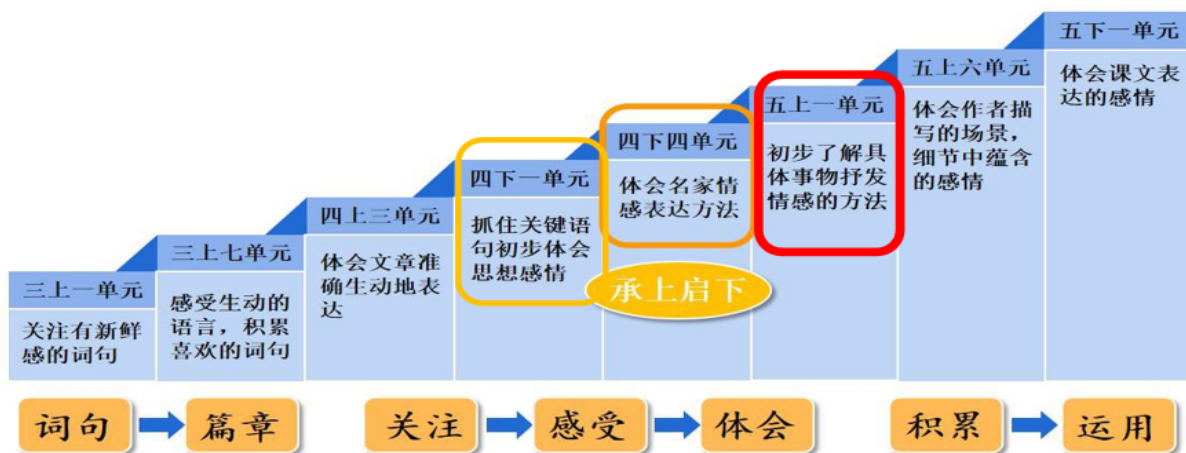 三上一单元
关注有新鲜
感的词句
三上七单元
感受生动的
语言，积累
喜欢的词句
四上三单元
体会文章准
确生动地表
达
四下一单元
抓住关键语
句初步体会
思想感情
四下四单元
体会名家情
感表达方法
承上启下
五上一单元
初步了解具
体事物抒发
情感的方法
五上六单元
体会作者描
写的场景，
细节中蕴含
的感情
五下一单元
体会课文表
达的感情
词句
篇章
关注
感受
体会
积累
运用